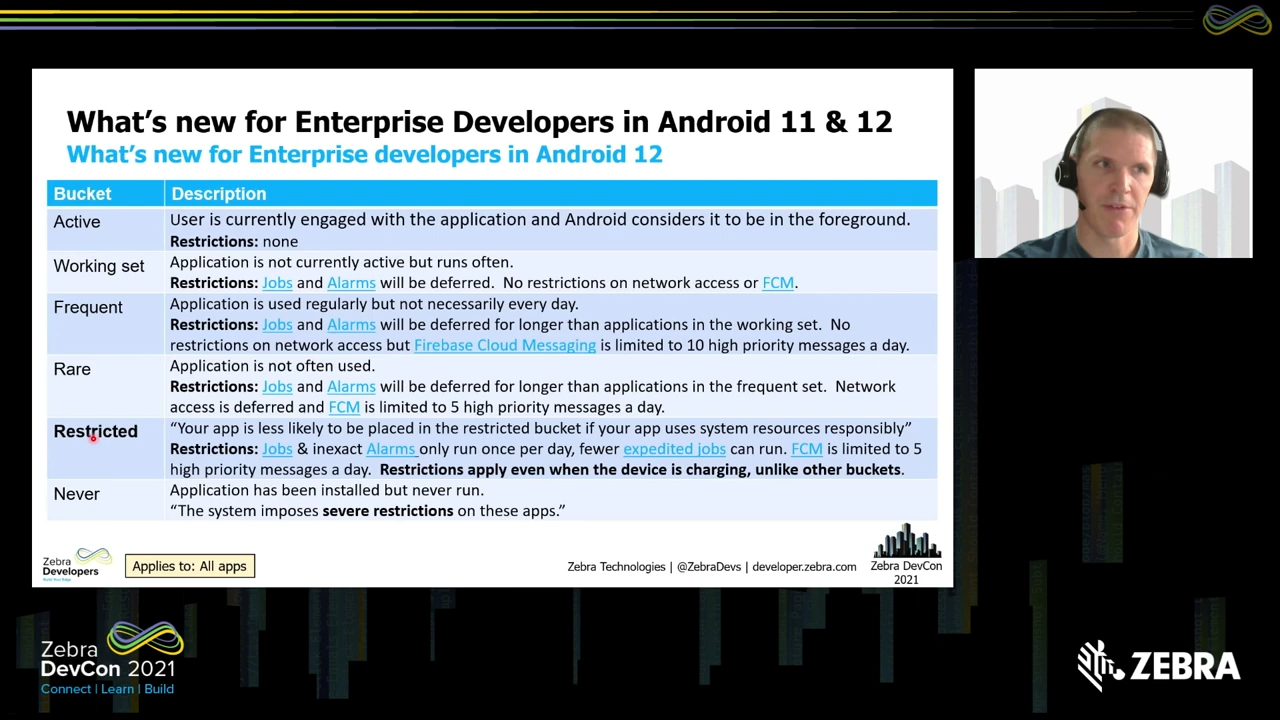 What's new for Enterprise Developers in Android 11 & 12
What's new for Enterprise developers in Android 12
Bucket Description
Active User is currently engaged with the application and Android considers it to be in the foreground.
Restrictions: none
Working set Application is not currently active but runs often.
Restrictions: Jobs and Alarms will be deferred. No restrictions on network access or FCM.
Frequent Application is used regularly but not necessarily every day.
Restrictions: Jobs and Alarms will be deferred for longer than applications in the working set. No
restrictions on network access but Firebase Cloud Messaging is limited to 10 high priority messages a day.
Rare Application is not often used.
Restrictions: Jobs and Alarms will be deferred for longer than applications in the frequent set. Network
access is deferred and FCM is limited to 5 high priority messages a day.
Restricted “Your app is less likely to be placed in the restricted bucket if your app uses system resources responsibly”
Restrictions: Jobs & inexact Alarms only run once per day, fewer expedited jobs can run. FCM is limited to 5
high priority messages a day. Restrictions apply even when the device is charging, unlike other buckets.
Never Application has been installed but never run.
“The system imposes severe restrictions on these apps.”
Zebra
Developers
Build Your Edge
Applies to: All apps
Zebra Technologies | @ZebraDevs | developer.zebra.com
Zebra DevCon
2021
Zebra
DevCon 2021
Connect | Learn | Build
ZEBRA